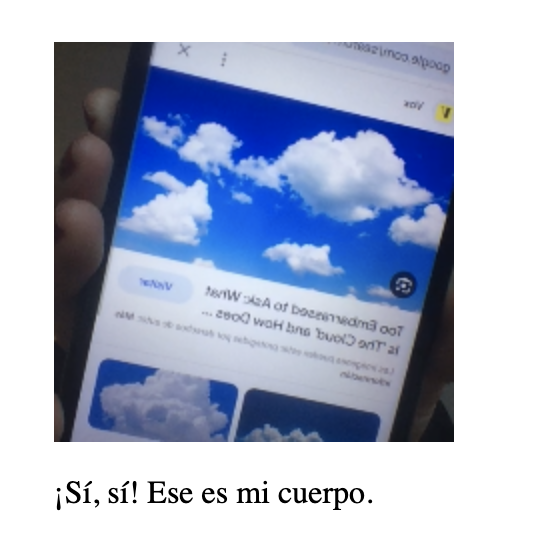 google.com/search
Vox
Too Embarrassed to Ask: What
Is 'The Cloud' and How Does ...
Visitar
Las imágenes pueden estar protegidas por derechos de autor. Más
información
¡Sí, sí! Ese es mi cuerpo.